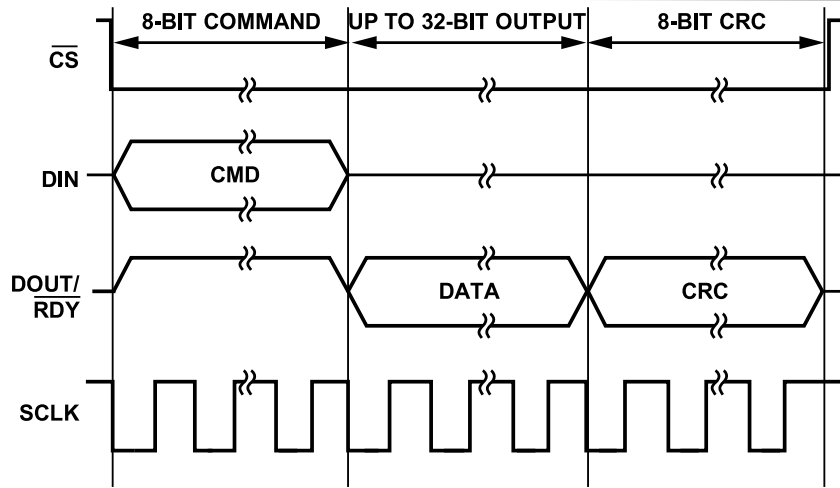 8-BIT COMMAND
UP TO 32-BIT OUTPUT
8-BIT CRC
CS
DIN
CMD
DOUT/
RDY
DATA
CRC
SCLK